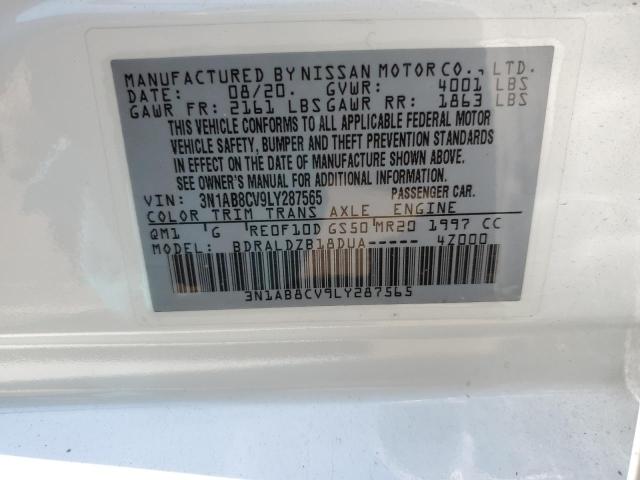 MANUFACTURED BY NISSAN MOTOR CO., LTD.
DATE: 08/20. GVWR: 4001 LBS
GAWR FR: 2161 LBS GAWR RR: 1863 LBS
THIS VEHICLE CONFORMS TO ALL APPLICABLE FEDERAL MOTOR
VEHICLE SAFETY, BUMPER AND THEFT PREVENTION STANDARDS
IN EFFECT ON THE DATE OF MANUFACTURE SHOWN ABOVE.
SEE OWNER'S MANUAL FOR ADDITIONAL INFORMATION.
VIN: 3N1AB8CV9LY287565 PASSENGER CAR.
COLOR TRIM TRANS AXLE ENGINE
QM1 G RE0F10D GS50 MR20 1997 CC
MODEL: BDRALDZB18DUA----- 4Z000
3N1AB8CV9LY287565